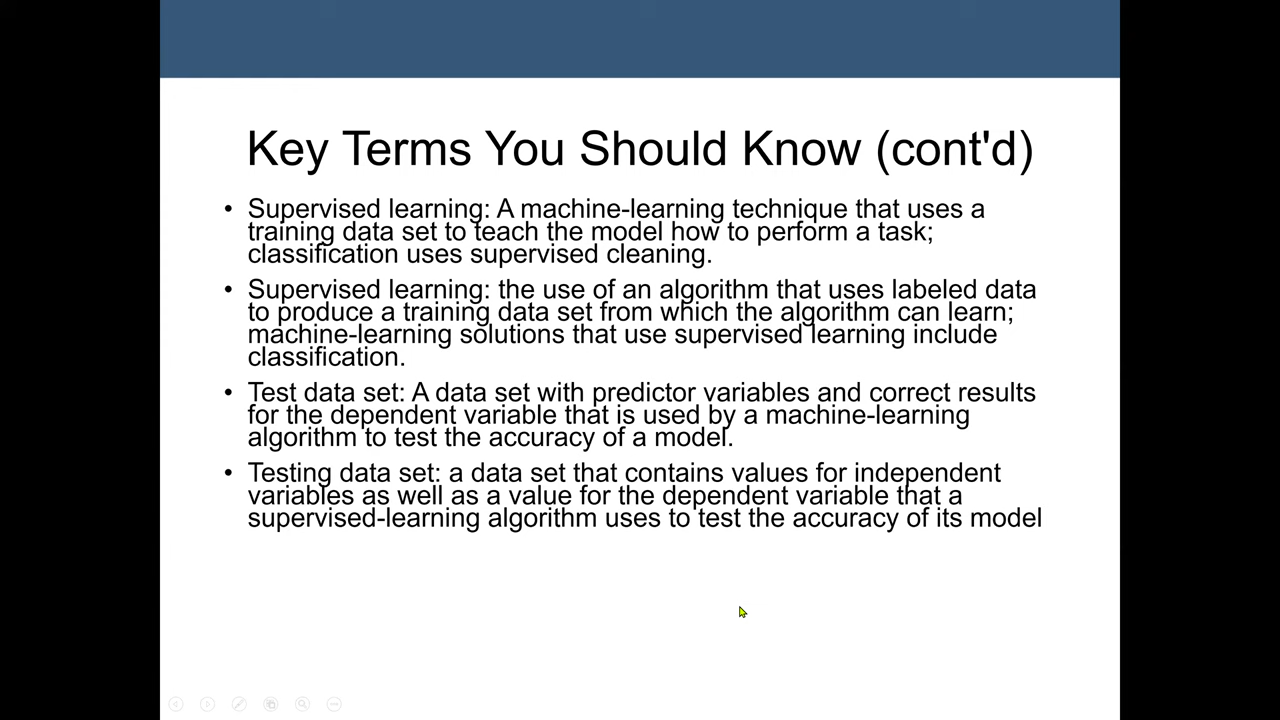 Key Terms You Should Know (cont'd)
• Supervised learning: A machine-learning technique that uses a
training data set to teach the model how to perform a task;
classification uses supervised cleaning.
• Supervised learning: the use of an algorithm that uses labeled data
to produce a training data set from which the algorithm can learn;
machine-learning solutions that use supervised learning include
classification.
• Test data set: A data set with predictor variables and correct results
for the dependent variable that is used by a machine-learning
algorithm to test the accuracy of a model.
• Testing data set: a data set that contains values for independent
variables as well as a value for the dependent variable that a
supervised-learning algorithm uses to test the accuracy of its model